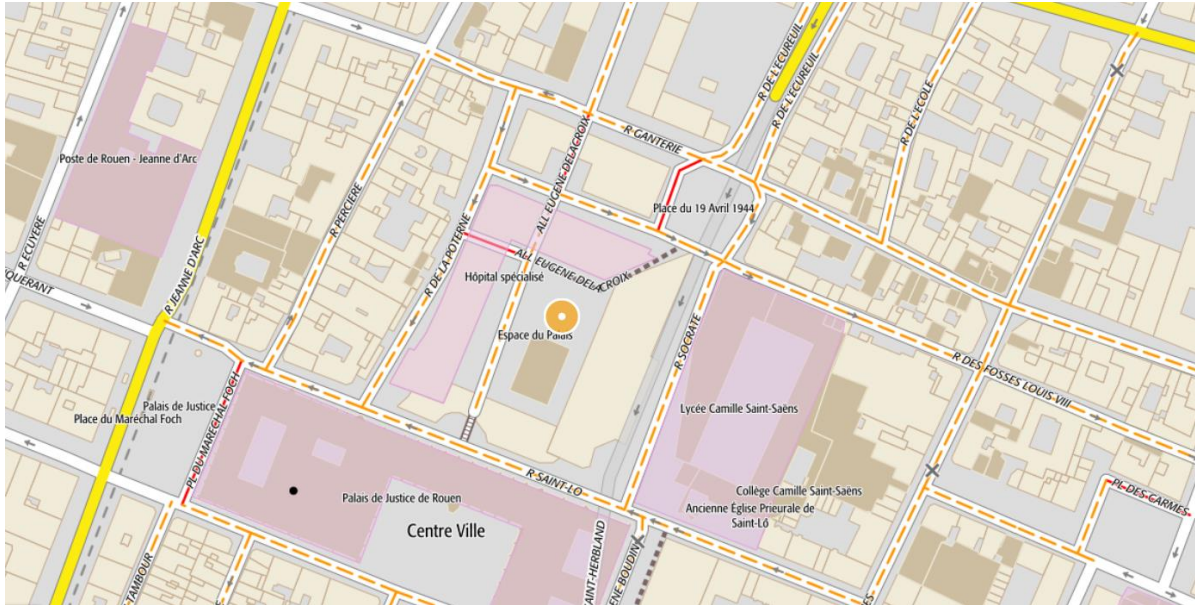 R DE L'ECUREUIL
R DE L'ECUREUIL
R DE L'ECOLE
R GANTERIE
ALL EUGENE-DELACROIX
Poste de Rouen - Jeanne d'Arc
R PERCIERE
Place du 19 Avril 1944
R ECUYERE
R JEANNE D'ARC
R DE LA POTERNE
ALL EUGENE-DELACROIX
Hôpital spécialisé
Espace du Palais
R SOCRATE
R DES FOSSES LOUIS VIII
PL DU MARECHAL FOCH
Palais de Justice
Place du Maréchal Foch
Lycée Camille Saint-Saëns
R SAINT-LO
Palais de Justice de Rouen
Collège Camille Saint-Saëns
Ancienne Église Prieurale de
Saint-Lô
PL DES CARMES
Centre Ville
TAMBOUR
SAINT-HERBLAND
ENE BOUDIN